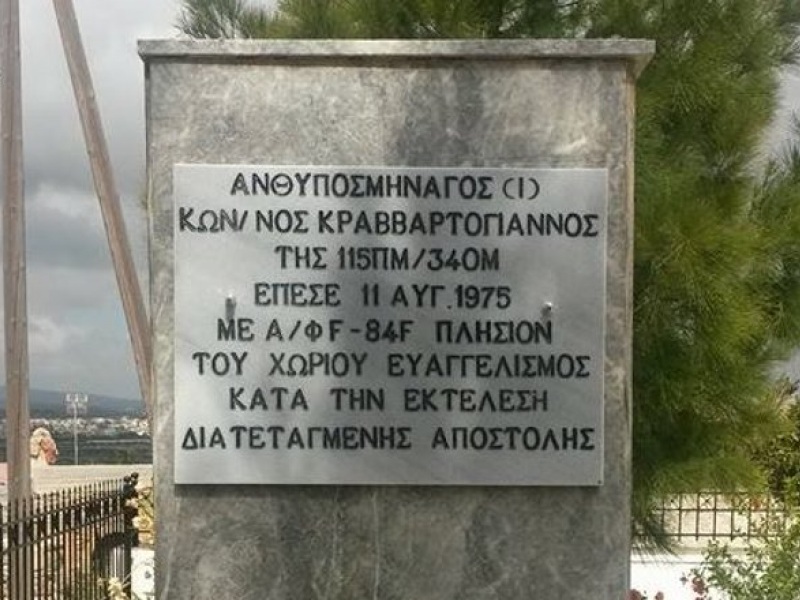 ΑΝΘΥΠΟΣΜΗΝΑΓΟΣ (Ι)
ΚΩΝ/ΝΟΣ ΚΡΑΒΒΑΡΤΟΓΙΑΝΝΟΣ
ΤΗΣ 115ΠΜ/34ΟΜ
ΕΠΕΣΕ 11 ΑΥΓ.1975
ΜΕ Α/Φ F-84F ΠΛΗΣΙΟΝ
ΤΟΥ ΧΩΡΙΟΥ ΕΥΑΓΓΕΛΙΣΜΟΣ
ΚΑΤΑ ΤΗΝ ΕΚΤΕΛΕΣΗ
ΔΙΑΤΕΤΑΓΜΕΝΗΣ ΑΠΟΣΤΟΛΗΣ